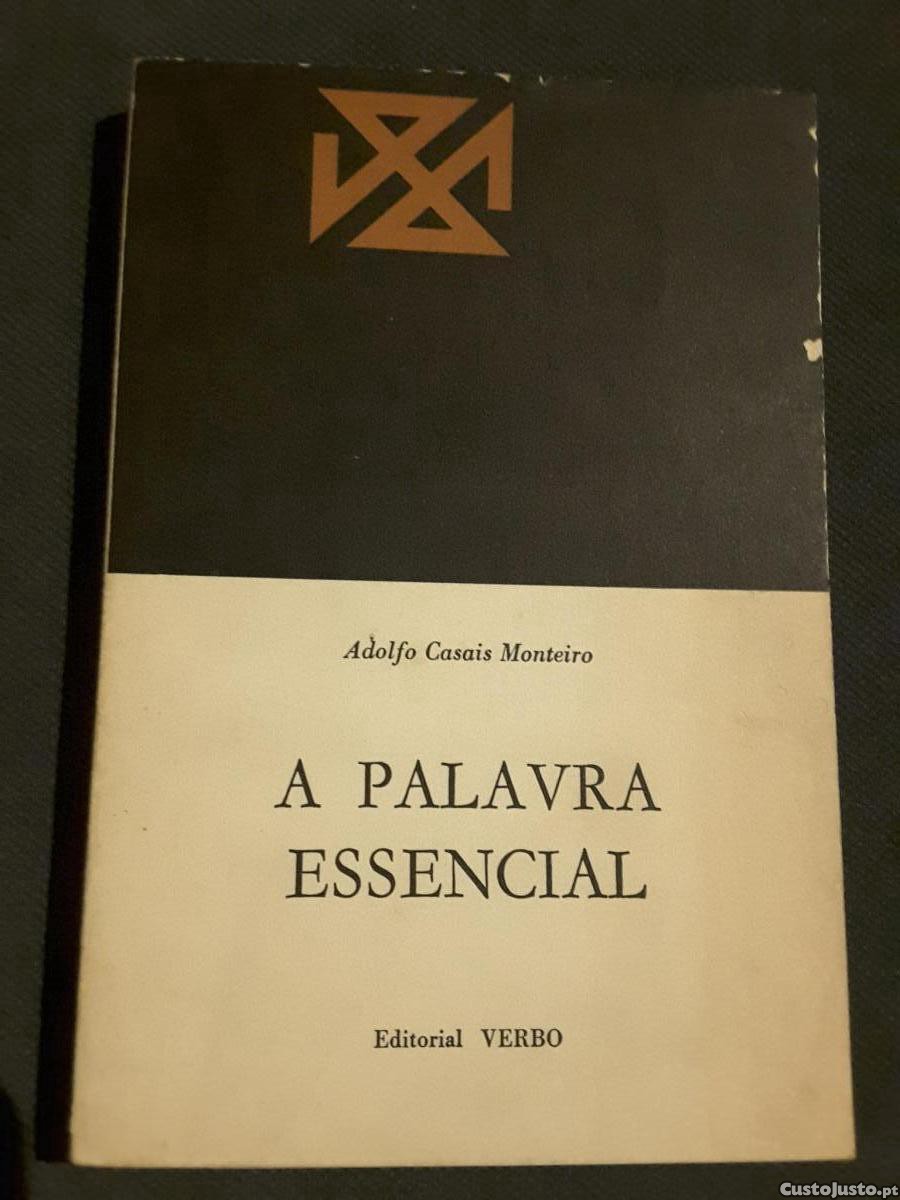 Adolfo Casais Monteiro
A PALAVRA
ESSENCIAL
Editorial VERBO
CustoJusto.pt